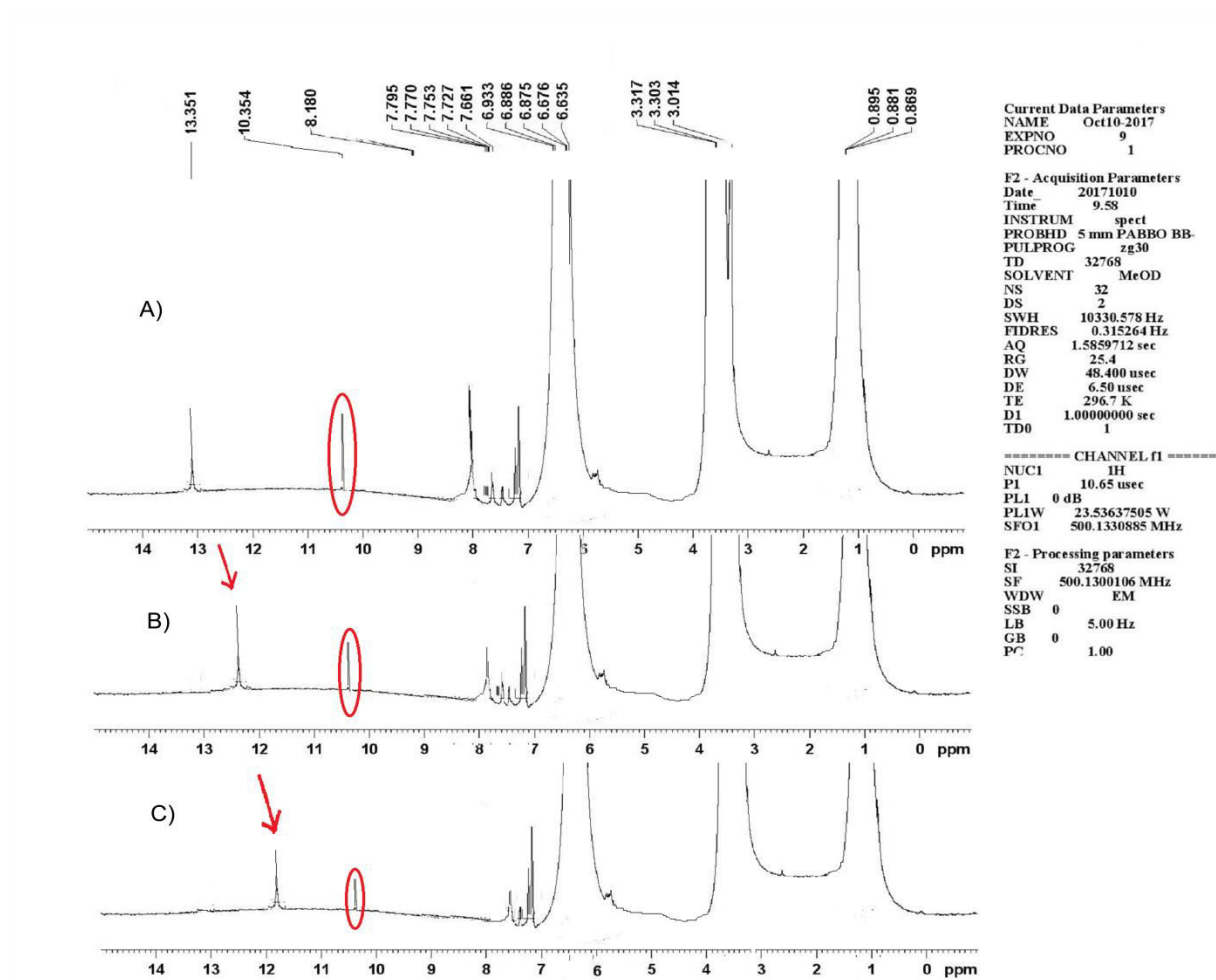 13.351
10.354
8.180
7.795
7.770
7.753
7.727
7.661
6.933
6.886
6.875
6.676
6.635
3.317
3.303
3.014
0.895
0.881
0.869
A)
14 13 12 11 10 9 8 7 6 5 4 3 2 1 0 ppm
B)
14 13 12 11 10 9 8 7 6 5 4 3 2 1 0 ppm
C)
14 13 12 11 10 9 8 7 6 5 4 3 2 1 0 ppm
Current Data Parameters
NAME Oct10-2017
EXPNO 9
PROCNO 1
F2 - Acquisition Parameters
Date_ 20171010
Time 9.58
INSTRUM spect
PROBHD 5 mm PABBO BB-
PULPROG zg30
TD 32768
SOLVENT MeOD
NS 32
DS 2
SWH 10330.578 Hz
FIDRES 0.315264 Hz
AQ 1.5859712 sec
RG 25.4
DW 48.400 usec
DE 6.50 usec
TE 296.7 K
D1 1.00000000 sec
TD0 1
======== CHANNEL f1 ======
NUC1 1H
P1 10.65 usec
PL1 0 dB
PL1W 23.53637505 W
SFO1 500.1330885 MHz
F2 - Processing parameters
SI 32768
SF 500.1300106 MHz
WDW EM
SSB 0
LB 5.00 Hz
GB 0
PC 1.00